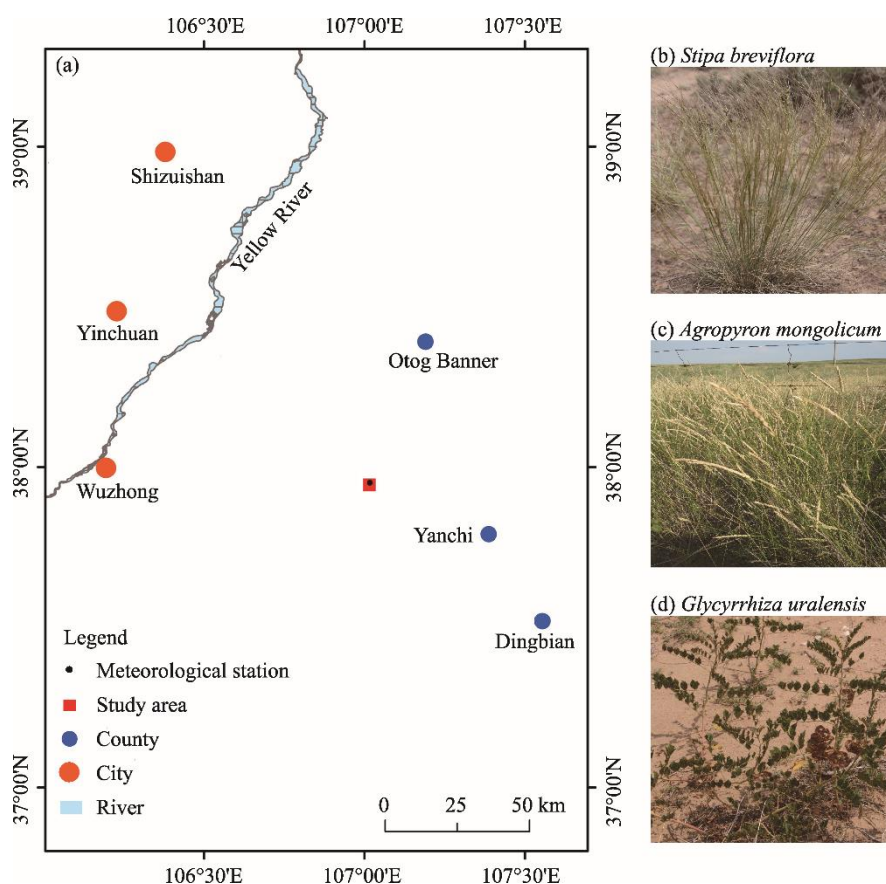 106°30'E 107°00'E 107°30'E
(a)
39°00'N
39°00'N
Shizuishan
Yellow River
Yinchuan
Otog Banner
38°00'N
38°00'N
Wuzhong
Yanchi
Dingbian
Legend
Meteorological station
Study area
County
City
River
0 25 50 km
37°00'N
37°00'N
106°30'E 107°00'E 107°30'E
(b) Stipa breviflora
(c) Agropyron mongolicum
(d) Glycyrrhiza uralensis